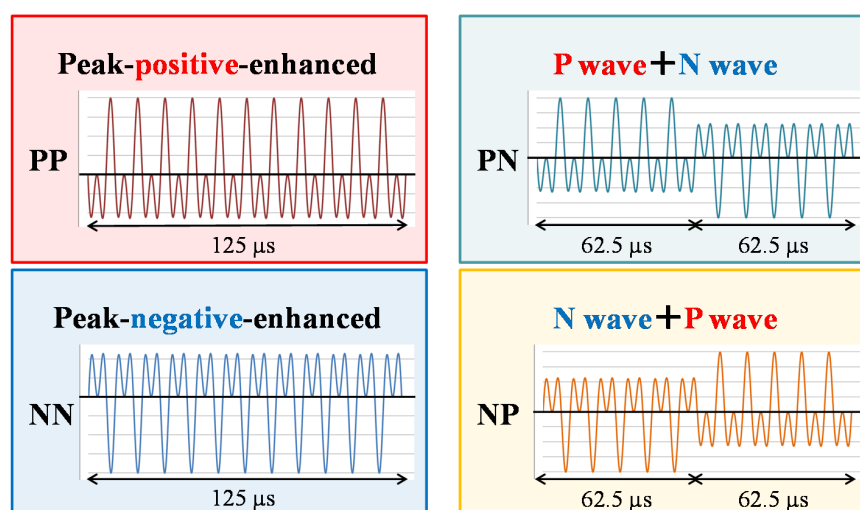 Peak-positive-enhanced
PP
125 μs
P wave+N wave
PN
62.5 μs
62.5 μs
Peak-negative-enhanced
NN
125 μs
N wave+P wave
NP
62.5 μs
62.5 μs